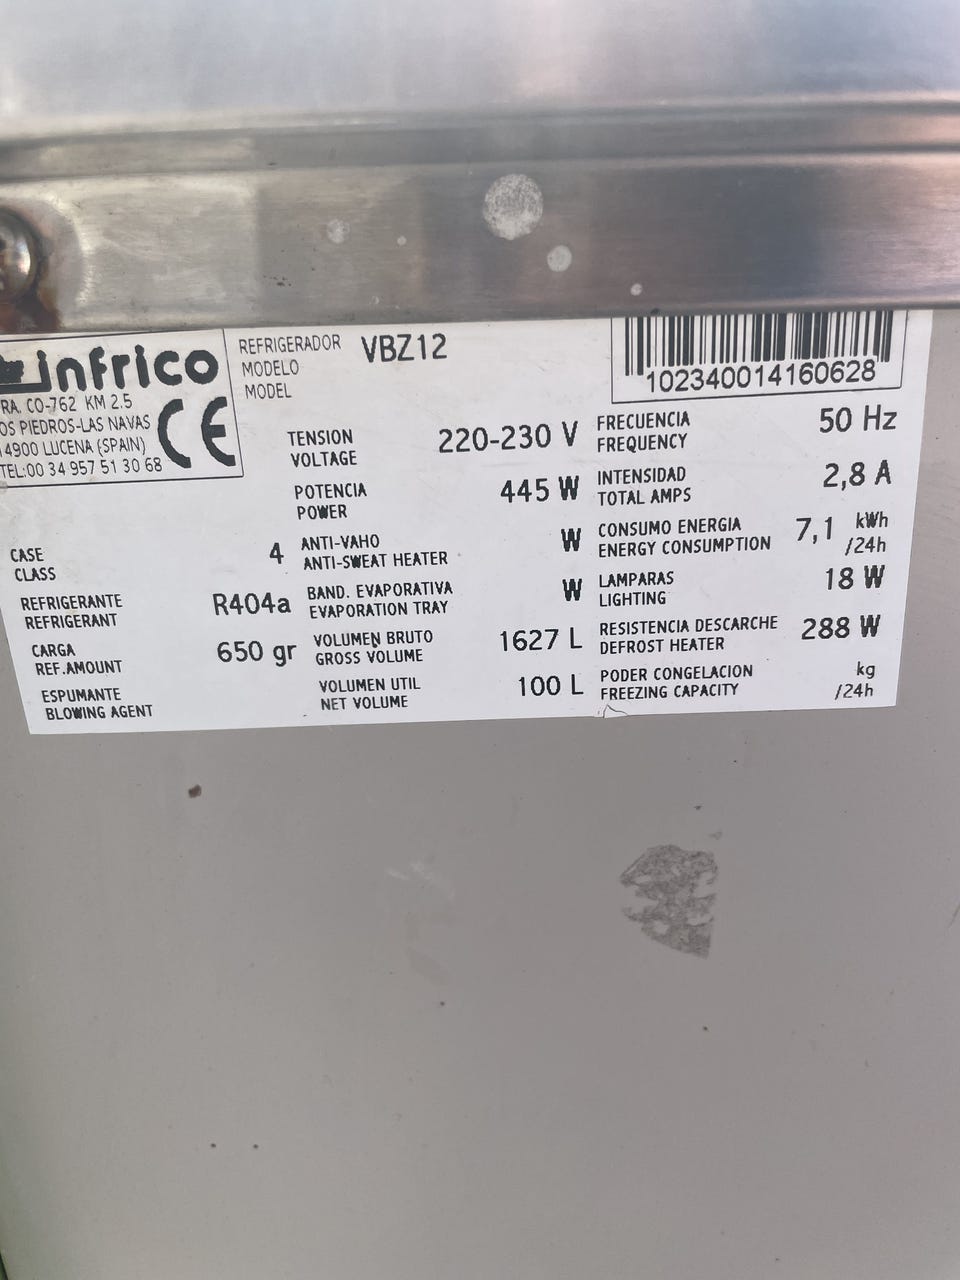 infrico
RA. CO-762 KM 2.5
OS PIEDROS-LAS NAVAS
14900 LUCENA (SPAIN)
TEL:00 34 957 51 30 68
CE
REFRIGERADOR
MODELO
MODEL
VBZ12
102340014160628
TENSION
VOLTAGE
220-230 V
FRECUENCIA
FREQUENCY
50 Hz
POTENCIA
POWER
445 W
INTENSIDAD
TOTAL AMPS
2,8 A
CASE
CLASS
4
ANTI-VAHO
ANTI-SWEAT HEATER
W
CONSUMO ENERGIA
ENERGY CONSUMPTION
7,1 kWh
/24h
REFRIGERANTE
REFRIGERANT
R404a
BAND. EVAPORATIVA
EVAPORATION TRAY
W
LAMPARAS
LIGHTING
18 W
CARGA
REF.AMOUNT
650 gr
VOLUMEN BRUTO
GROSS VOLUME
1627 L
RESISTENCIA DESCARCHE
DEFROST HEATER
288 W
ESPUMANTE
BLOWING AGENT
VOLUMEN UTIL
NET VOLUME
100 L
PODER CONGELACION
FREEZING CAPACITY
kg
/24h